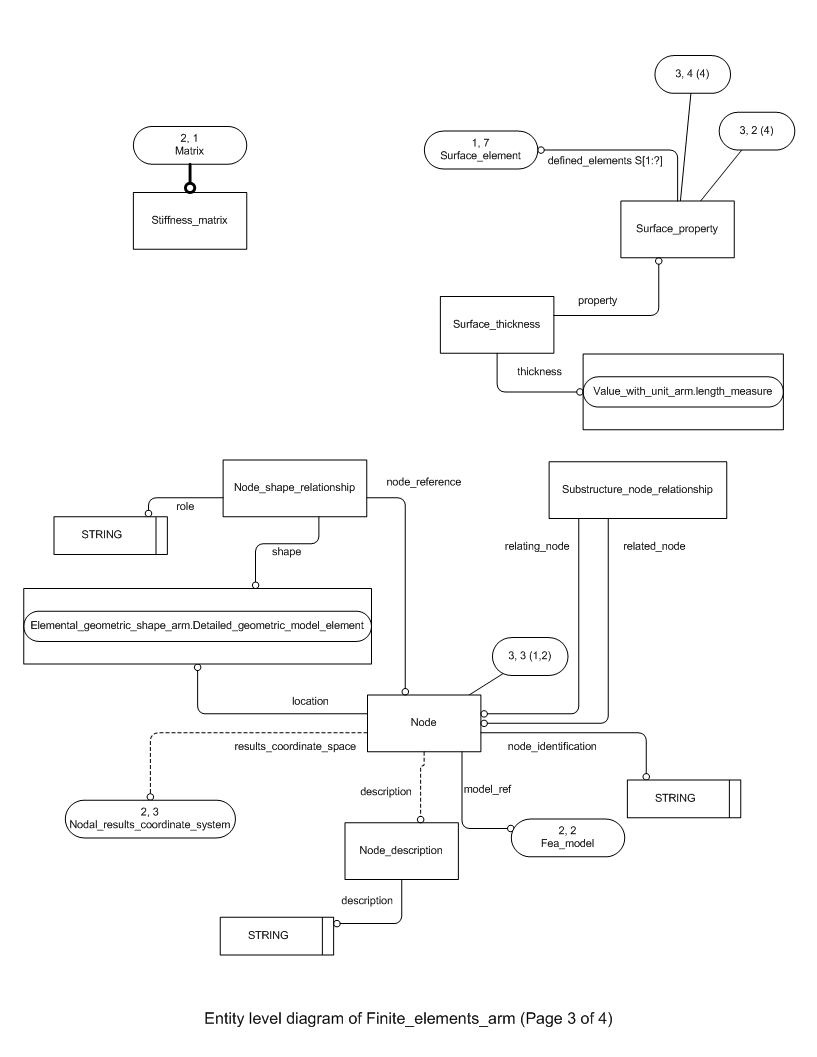 3, 4 (4)
3, 2 (4)
2, 1
Matrix
1, 7
Surface_element
defined_elements S[1:?]
Stiffness_matrix
Surface_property
property
Surface_thickness
thickness
Value_with_unit_arm.length_measure
Node_shape_relationship
node_reference
Substructure_node_relationship
role
STRING
shape
relating_node
related_node
Elemental_geometric_shape_arm.Detailed_geometric_model_element
3, 3 (1,2)
location
Node
results_coordinate_space
node_identification
description
model_ref
STRING
2, 3
Nodal_results_coordinate_system
2, 2
Fea_model
Node_description
description
STRING
Entity level diagram of Finite_elements_arm (Page 3 of 4)